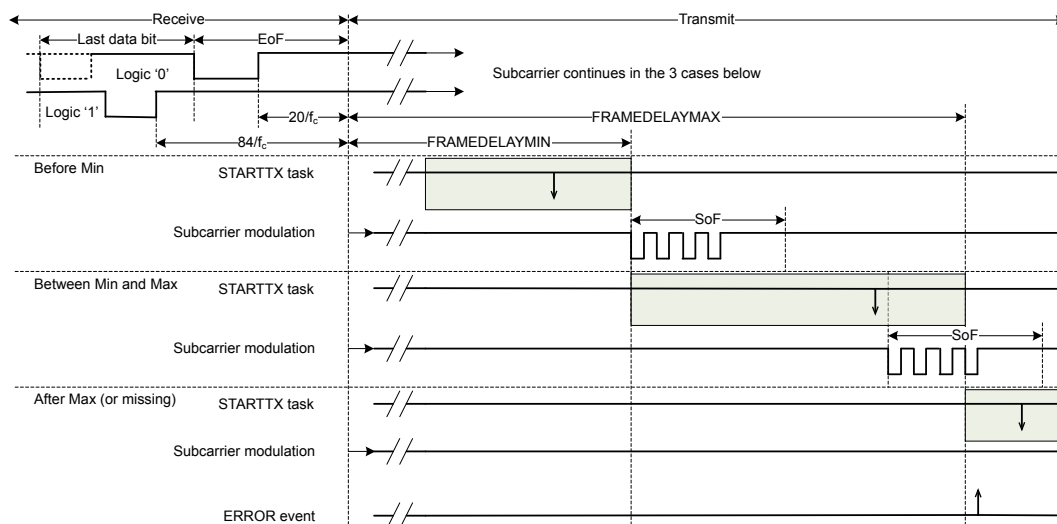 Receive
Transmit
Last data bit
EoF
Logic ‘0’
Subcarrier continues in the 3 cases below
Logic ‘1’
20/fc
FRAMEDELAYMAX
84/fc
FRAMEDELAYMIN
Before Min
STARTTX task
SoF
Subcarrier modulation
Between Min and Max
STARTTX task
SoF
Subcarrier modulation
After Max (or missing)
STARTTX task
Subcarrier modulation
ERROR event